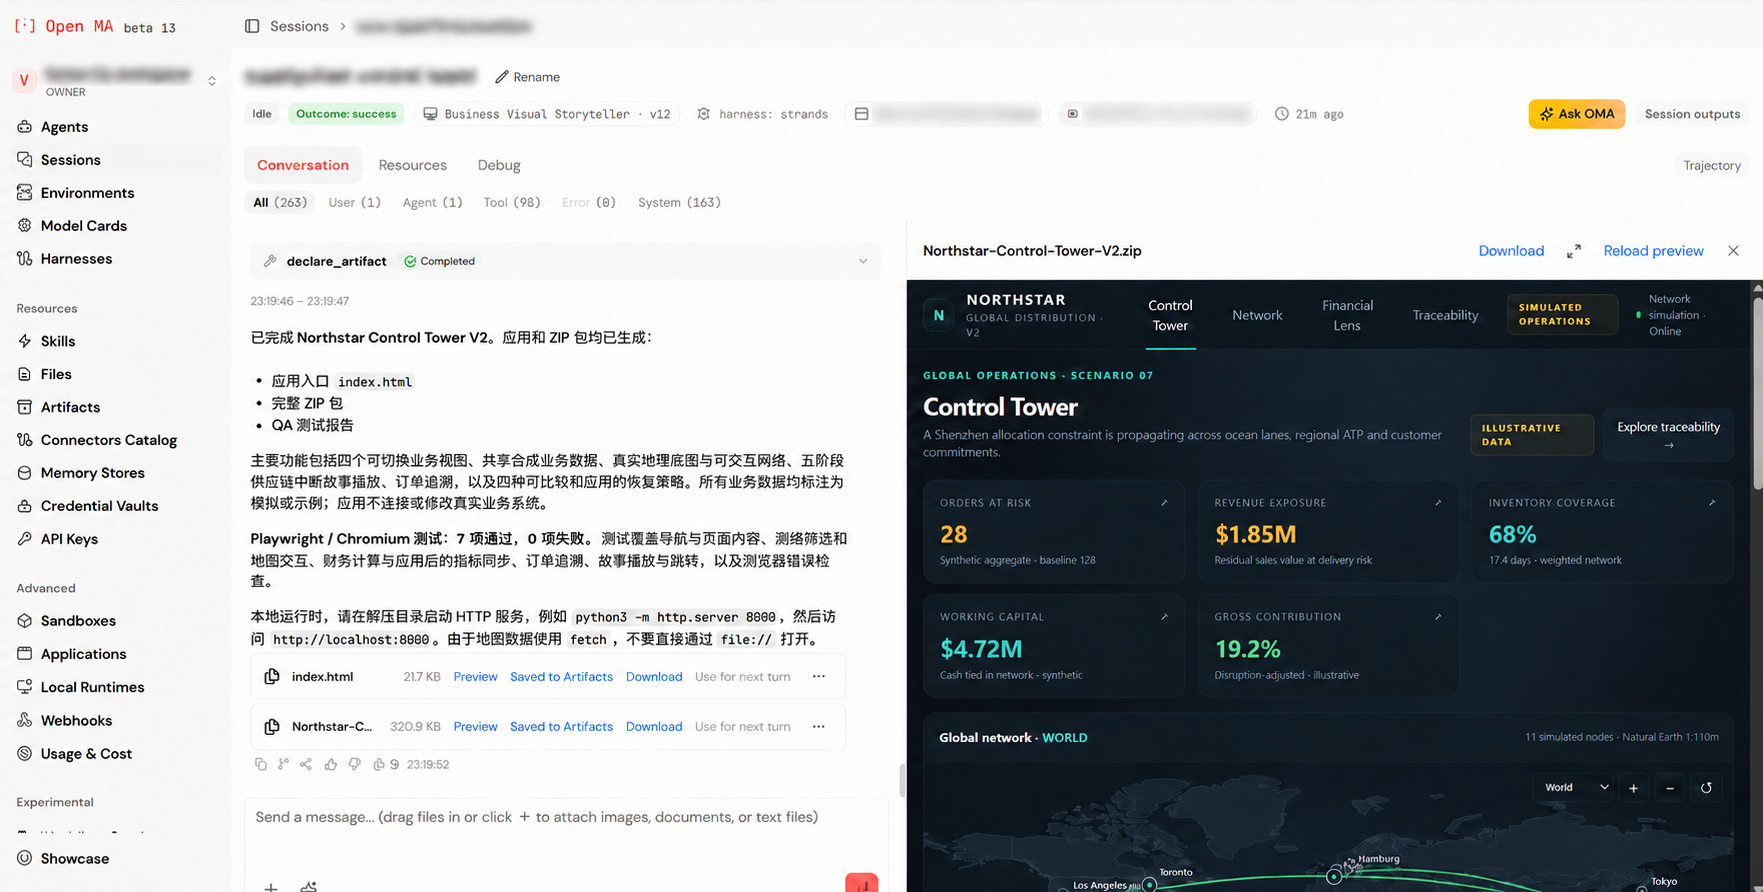 Open MA beta 13
Sessions
V
OWNER
Agents
Sessions
Environments
Model Cards
Harnesses
Resources
Skills
Files
Artifacts
Connectors Catalog
Memory Stores
Credential Vaults
API Keys
Advanced
Sandboxes
Applications
Local Runtimes
Webhooks
Usage & Cost
Experimental
Showcase
Rename
Idle
Outcome: success
Business Visual Storyteller · v12
harness: strands
21m ago
Ask OMA
Session outputs
Conversation
Resources
Debug
Trajectory
All (263)
User (1)
Agent (1)
Tool (98)
Error (0)
System (163)
declare_artifact
Completed
23:19:46 – 23:19:47
已完成 Northstar Control Tower V2。应用和 ZIP 包均已生成：
• 应用入口 index.html
• 完整 ZIP 包
• QA 测试报告
主要功能包括四个可切换业务视图、共享合成业务数据、真实地理底图与可交互网络、五阶段
供应链中断故事播放、订单追溯，以及四种可比较和应用的恢复策略。所有业务数据均标注为
模拟或示例；应用不连接或修改真实业务系统。
Playwright / Chromium 测试：7 项通过，0 项失败。测试覆盖导航与页面内容、测络筛选和
地图交互、财务计算与应用后的指标同步、订单追溯、故事播放与跳转，以及浏览器错误检
查。
本地运行时，请在解压目录启动 HTTP 服务，例如 python3 -m http.server 8000，然后访
问 http://localhost:8000。由于地图数据使用 fetch，不要直接通过 file:// 打开。
index.html 21.7 KB Preview Saved to Artifacts Download Use for next turn ···
Northstar-C... 320.9 KB Preview Saved to Artifacts Download Use for next turn ···
23:19:52
Send a message... (drag files in or click + to attach images, documents, or text files)
Northstar-Control-Tower-V2.zip
Download
Reload preview
N
NORTHSTAR
GLOBAL DISTRIBUTION ·
V2
Control
Tower
Network
Financial
Lens
Traceability
SIMULATED
OPERATIONS
Network
simulation ·
Online
GLOBAL OPERATIONS · SCENARIO 07
Control Tower
A Shenzhen allocation constraint is propagating across ocean lanes, regional ATP and customer
commitments.
ILLUSTRATIVE
DATA
Explore traceability
→
ORDERS AT RISK ↗
28
Synthetic aggregate · baseline 128
REVENUE EXPOSURE ↗
$1.85M
Residual sales value at delivery risk
INVENTORY COVERAGE ↗
68%
17.4 days · weighted network
WORKING CAPITAL ↗
$4.72M
Cash tied in network · synthetic
GROSS CONTRIBUTION ↗
19.2%
Disruption-adjusted · illustrative
Global network · WORLD
11 simulated nodes · Natural Earth 1:110m
World
+
−
Hamburg
Toronto
Los Angeles
Tokyo